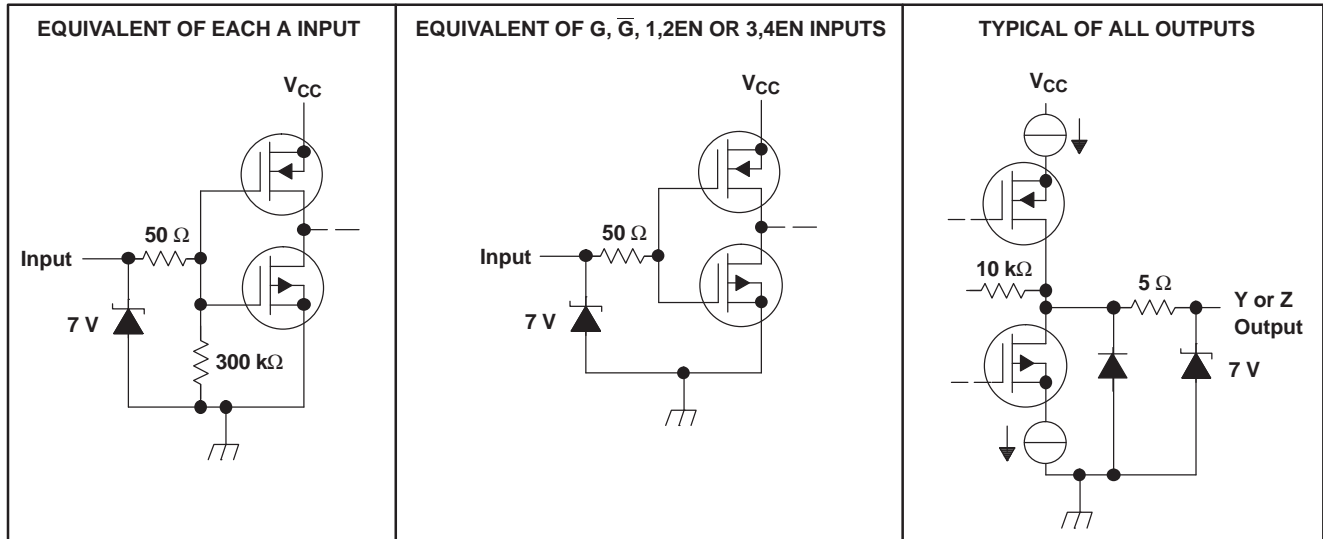 EQUIVALENT OF EACH A INPUT
VCC
50 Ω
Input
7 V
300 kΩ
EQUIVALENT OF G, G̅, 1,2EN OR 3,4EN INPUTS
VCC
50 Ω
Input
7 V
TYPICAL OF ALL OUTPUTS
VCC
10 kΩ
5 Ω
Y or Z
Output
7 V